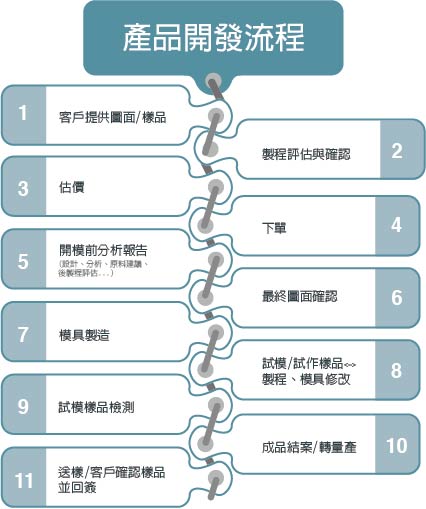 產品開發流程
1
客戶提供圖面/樣品
製程評估與確認
2
3
估價
下單
4
5
開模前分析報告
(設計、分析、原料建議、
後製程評估...)
最終圖面確認
6
7
模具製造
試模/試作樣品<->
製程、模具修改
8
9
試模樣品檢測
成品結案/轉量產
10
11
送樣/客戶確認樣品
並回簽